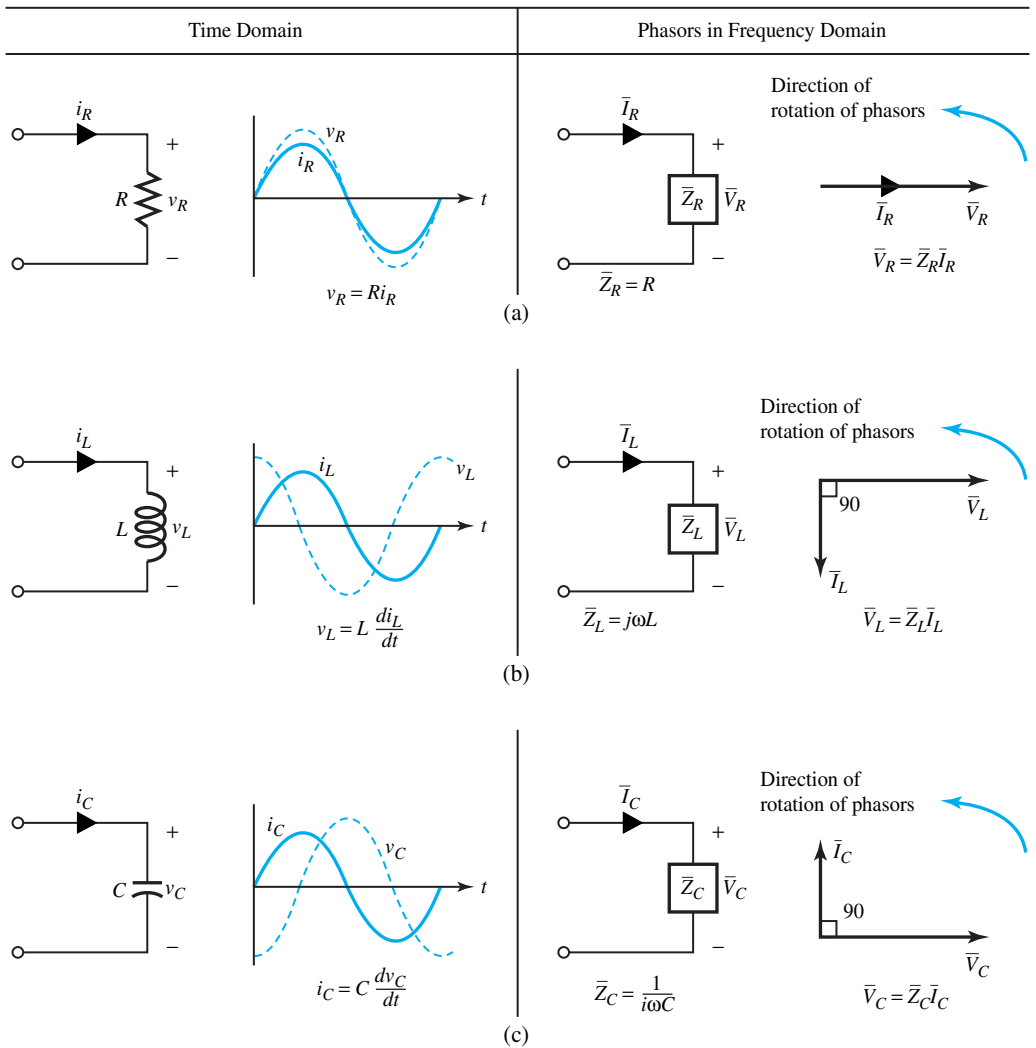 Time Domain
Phasors in Frequency Domain
i_R
+
R
v_R
−
v_R
i_R
t
v_R = Ri_R
Ī_R
+
Z̄_R
V̄_R
−
Z̄_R = R
Direction of
rotation of phasors
Ī_R
V̄_R
V̄_R = Z̄_RĪ_R
(a)
i_L
+
L
v_L
−
i_L
v_L
t
v_L = L di_L/dt
Ī_L
+
Z̄_L
V̄_L
−
Z̄_L = jωL
Direction of
rotation of phasors
90
V̄_L
Ī_L
V̄_L = Z̄_LĪ_L
(b)
i_C
+
C
v_C
−
i_C
v_C
t
i_C = C dv_C/dt
Ī_C
+
Z̄_C
V̄_C
−
Z̄_C = 1/iωC
Direction of
rotation of phasors
Ī_C
90
V̄_C
V̄_C = Z̄_CĪ_C
(c)